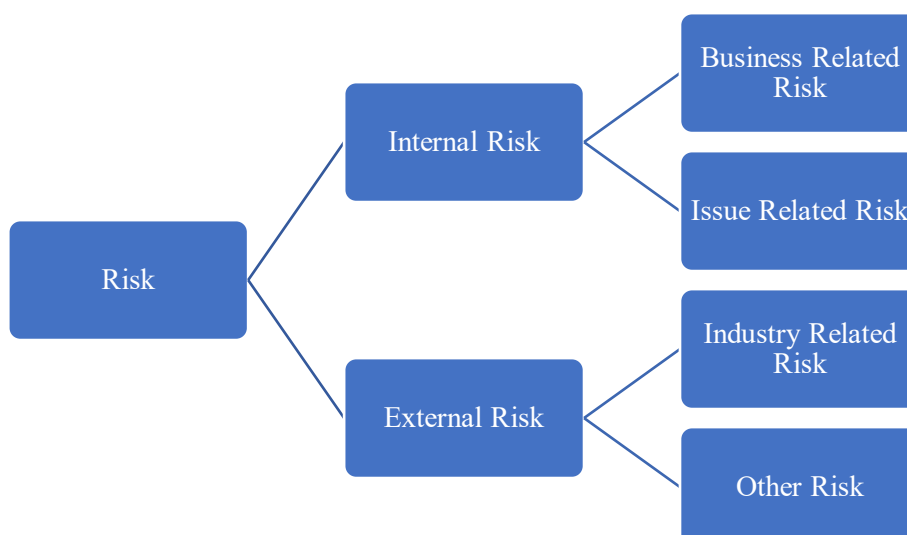 Risk
Internal Risk
Business Related
Risk
Issue Related Risk
External Risk
Industry Related
Risk
Other Risk